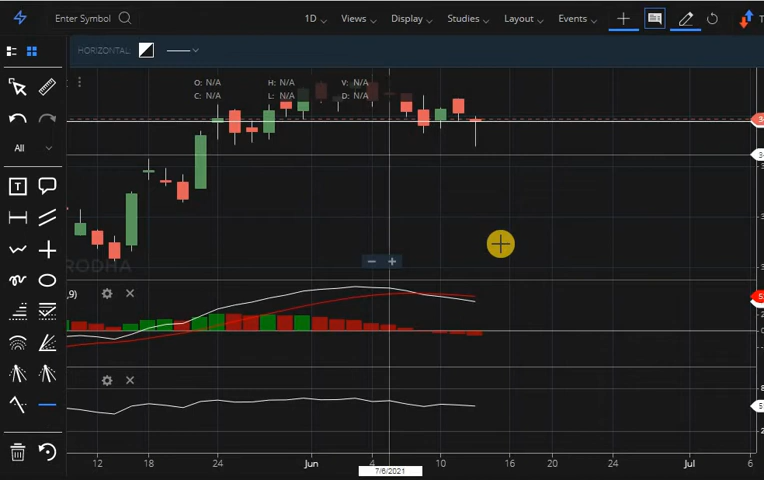 Enter Symbol 1D Views Display Studies Layout Events
HORIZONTAL:
O: N/A H: N/A V: N/A
C: N/A L: N/A D: N/A
All
T
RODHA
,9)
12 18 24 Jun 4 10 16 20 24 Jul 6
7/6/2021